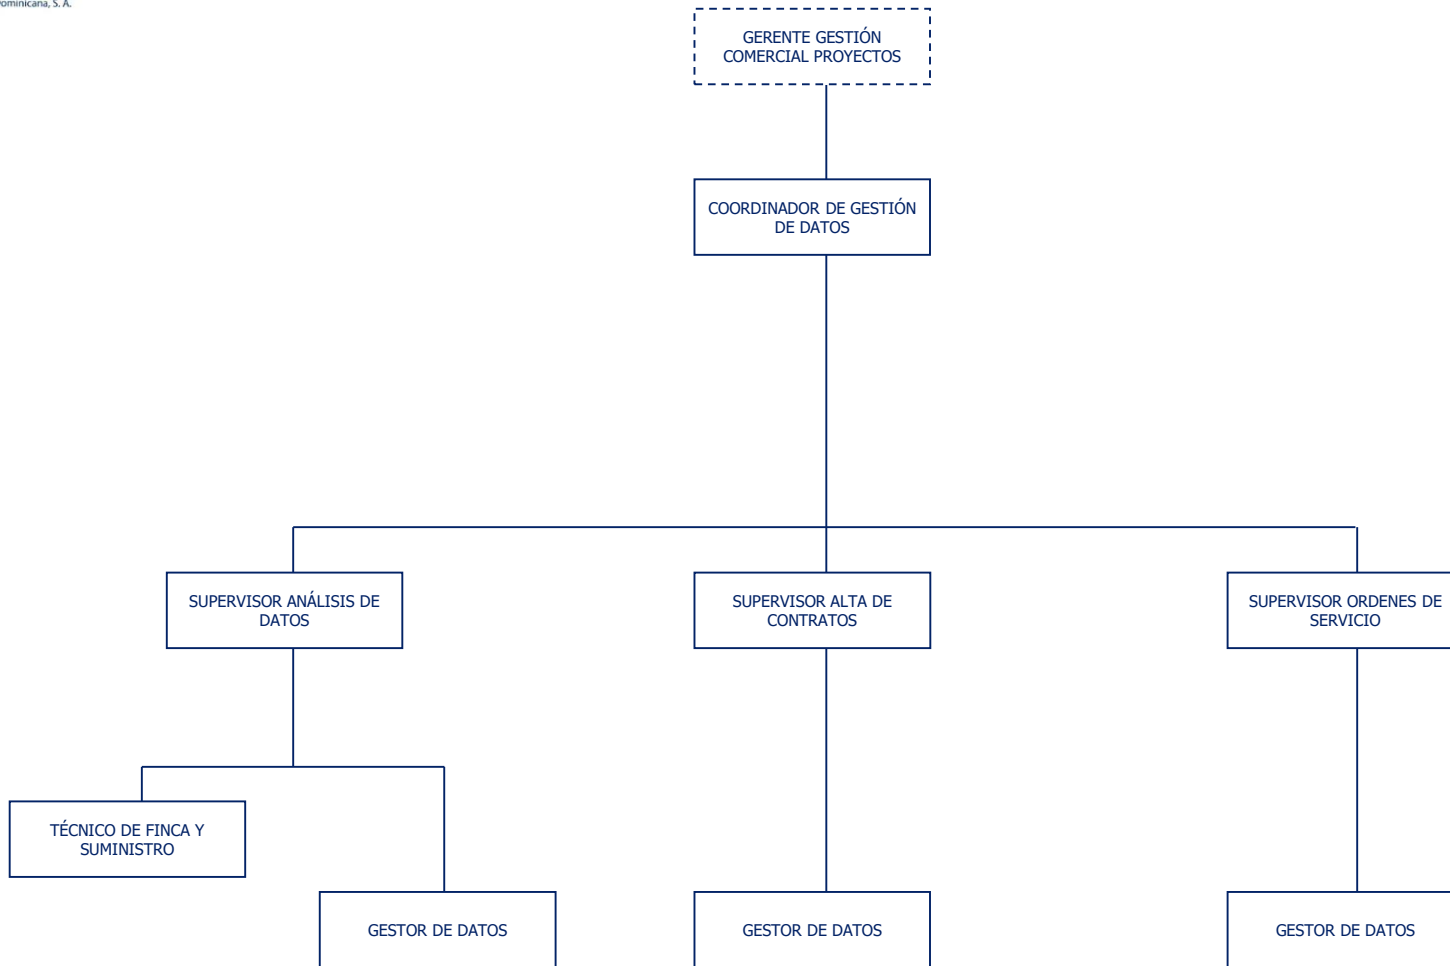 ominicana, S. A.
GERENTE GESTIÓN
COMERCIAL PROYECTOS
COORDINADOR DE GESTIÓN
DE DATOS
SUPERVISOR ANÁLISIS DE
DATOS
SUPERVISOR ALTA DE
CONTRATOS
SUPERVISOR ORDENES DE
SERVICIO
TÉCNICO DE FINCA Y
SUMINISTRO
GESTOR DE DATOS
GESTOR DE DATOS
GESTOR DE DATOS